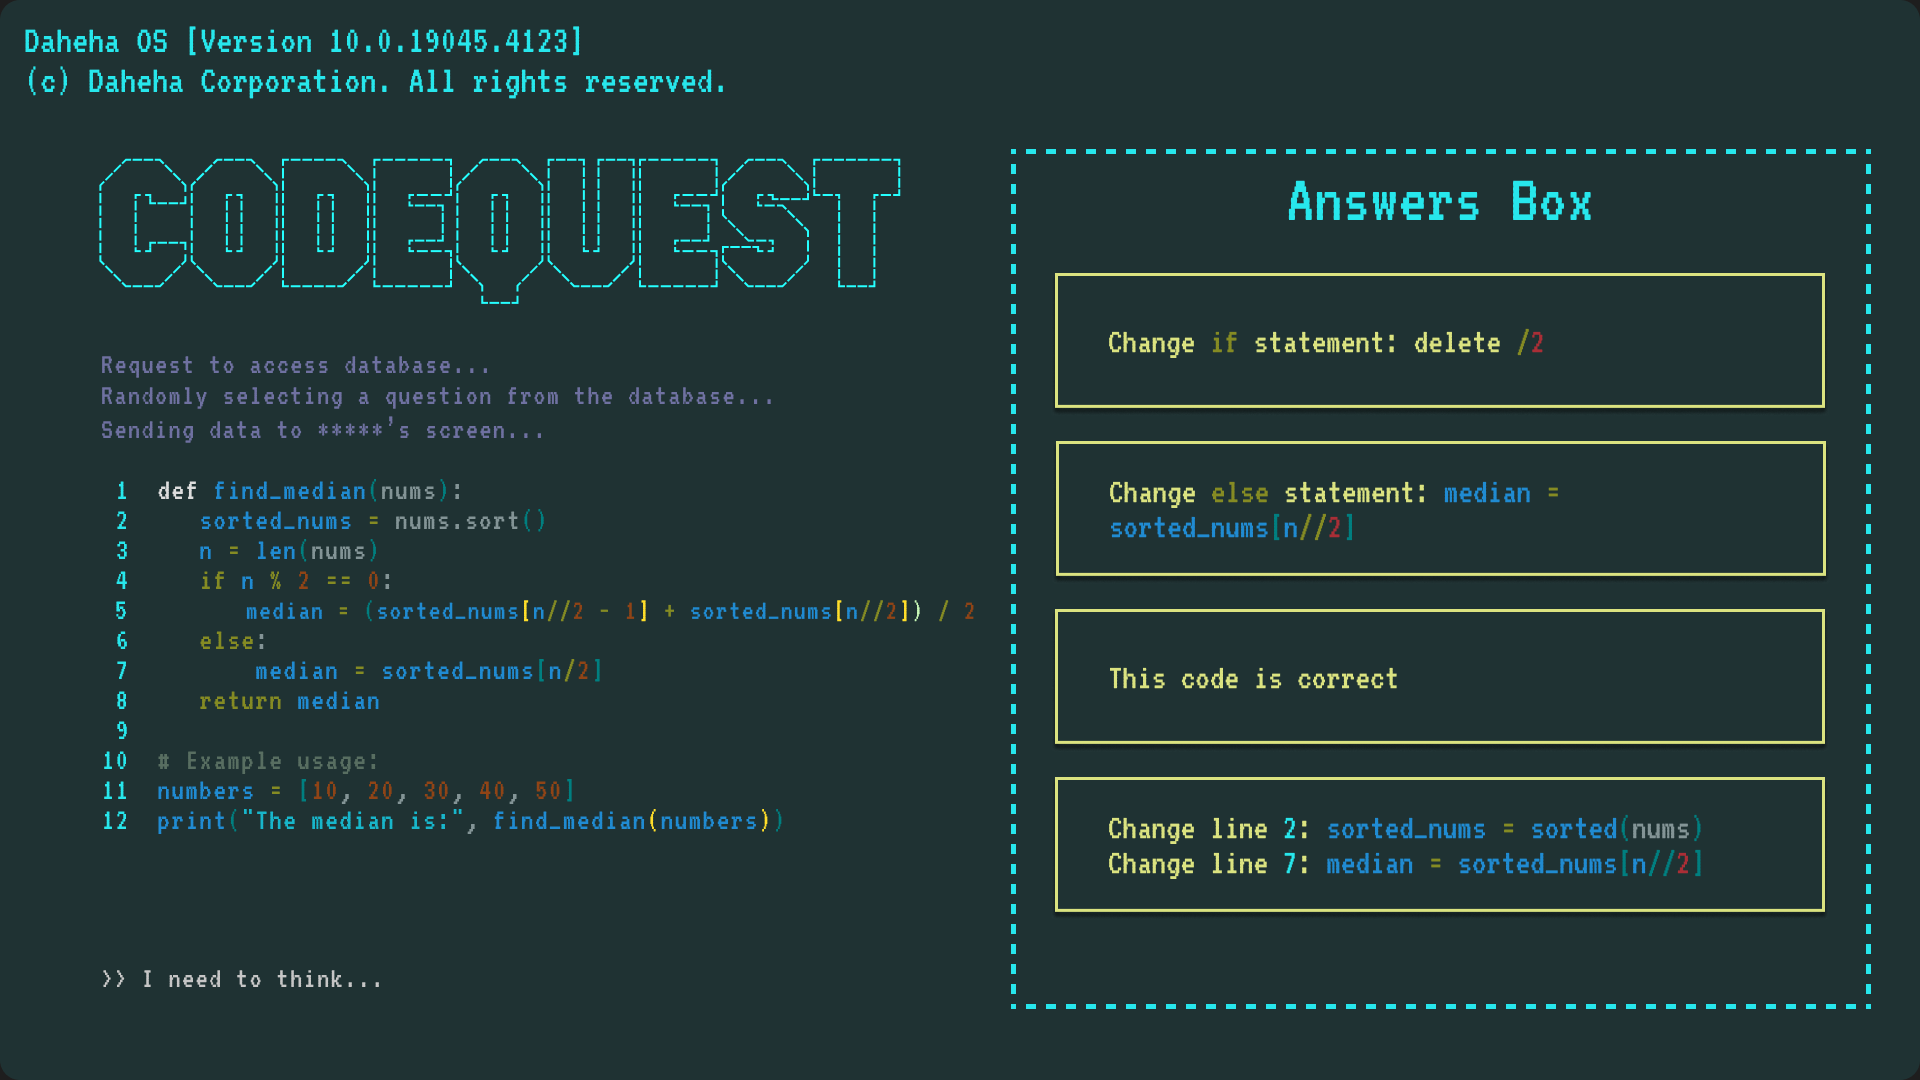 Daheha OS [Version 10.0.19045.4123]
(c) Daheha Corporation. All rights reserved.
CODEQUEST
Request to access database...
Randomly selecting a question from the database...
Sending data to *****'s screen...
1 def find_median(nums):
2 sorted_nums = nums.sort()
3 n = len(nums)
4 if n % 2 == 0:
5 median = (sorted_nums[n//2 - 1] + sorted_nums[n//2]) / 2
6 else:
7 median = sorted_nums[n/2]
8 return median
9
10 # Example usage:
11 numbers = [10, 20, 30, 40, 50]
12 print("The median is:", find_median(numbers))
>> I need to think...
Answers Box
Change if statement: delete /2
Change else statement: median =
sorted_nums[n//2]
This code is correct
Change line 2: sorted_nums = sorted(nums)
Change line 7: median = sorted_nums[n//2]